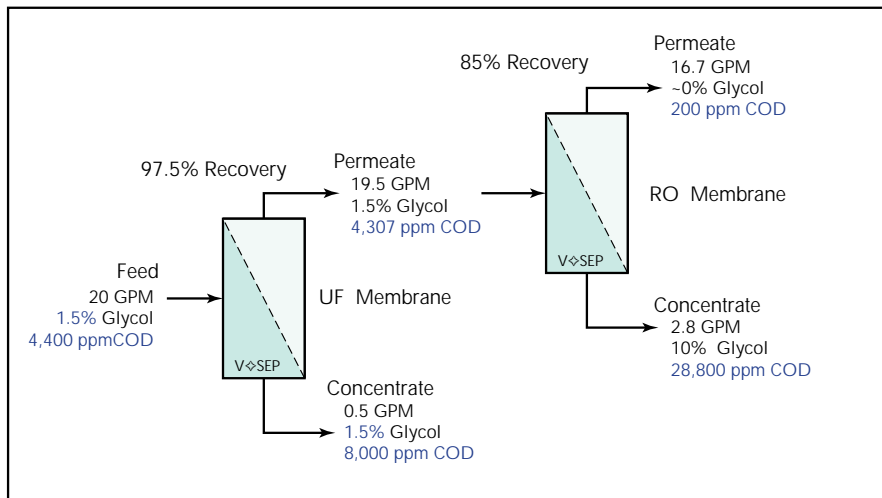 Permeate
16.7 GPM
~0% Glycol
200 ppm COD
85% Recovery
RO Membrane
V✧SEP
Concentrate
2.8 GPM
10% Glycol
28,800 ppm COD
97.5% Recovery
Permeate
19.5 GPM
1.5% Glycol
4,307 ppm COD
Feed
20 GPM
1.5% Glycol
4,400 ppmCOD
UF Membrane
V✧SEP
Concentrate
0.5 GPM
1.5% Glycol
8,000 ppm COD